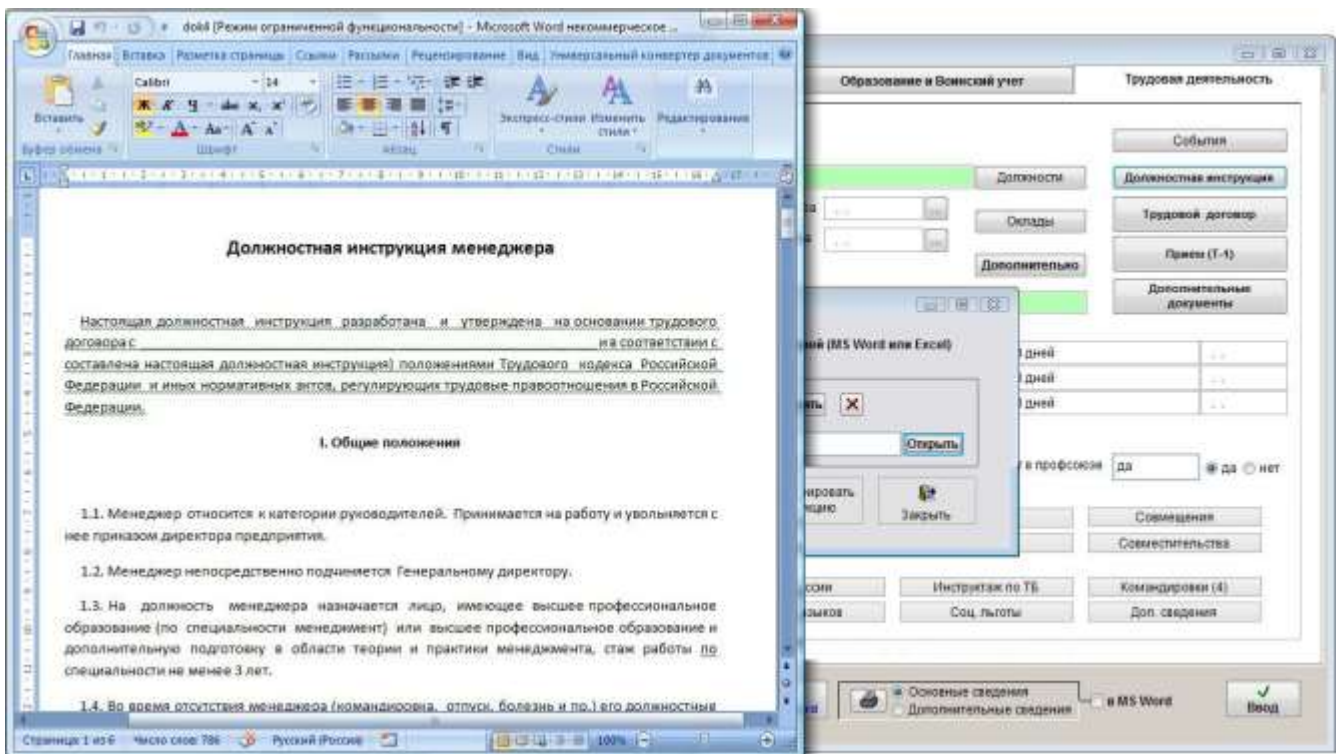 dok4 [Режим ограниченной функциональности] - Microsoft Word некоммерческое ...
Главная Вставка Разметка страницы Ссылки Рассылки Рецензирование Вид Универсальный конвертер документов
Вставить
Calibri 14
Экспресс-стили Изменить стили Редактирование
Буфер обмена Шрифт Абзац Стили
Должностная инструкция менеджера
Настоящая должностная инструкция разработана и утверждена на основании трудового
договора с и в соответствии с
составлена настоящая должностная инструкция) положениями Трудового кодекса Российской
Федерации и иных нормативных актов, регулирующих трудовые правоотношения в Российской
Федерации.
I. Общие положения
1.1. Менеджер относится к категории руководителей. Принимается на работу и увольняется с
нее приказом директора предприятия.
1.2. Менеджер непосредственно подчиняется Генеральному директору.
1.3. На должность менеджера назначается лицо, имеющее высшее профессиональное
образование (по специальности менеджмент) или высшее профессиональное образование и
дополнительную подготовку в области теории и практики менеджмента, стаж работы по
специальности не менее 3 лет.
1.4. Во время отсутствия менеджера (командировка, отпуск, болезнь и пр.) его должностные
Страница: 1 из 6 Число слов: 786 Русский (Россия) 100%
Образование и Воинский учет Трудовая деятельность
События
Должности Должностная инструкция
Оклады Трудовой договор
Дополнительно Прием (Т-1)
Дополнительные
документы
(MS Word или Excel)
дней
дней
дней
Открыть
в профсоюзе да да нет
Закрыть
Совмещения
Совместительства
Инструктаж по ТБ Командировки (4)
Соц. льготы Доп. сведения
Основные сведения
Дополнительные сведения
в MS Word
Ввод